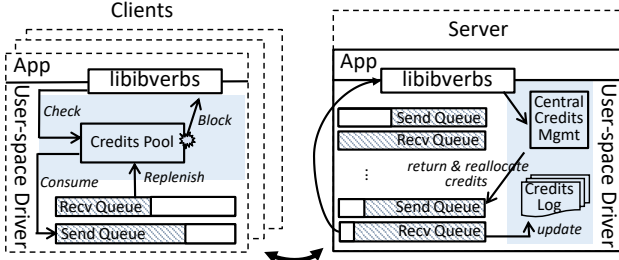 Clients
App
libibverbs
User-space Driver
Check
Block
Credits Pool
Consume
Replenish
Recv Queue
Send Queue
Server
App
libibverbs
User-space Driver
Send Queue
Recv Queue
Central
Credits
Mgmt
return & reallocate
credits
...
Send Queue
Recv Queue
Credits
Log
update